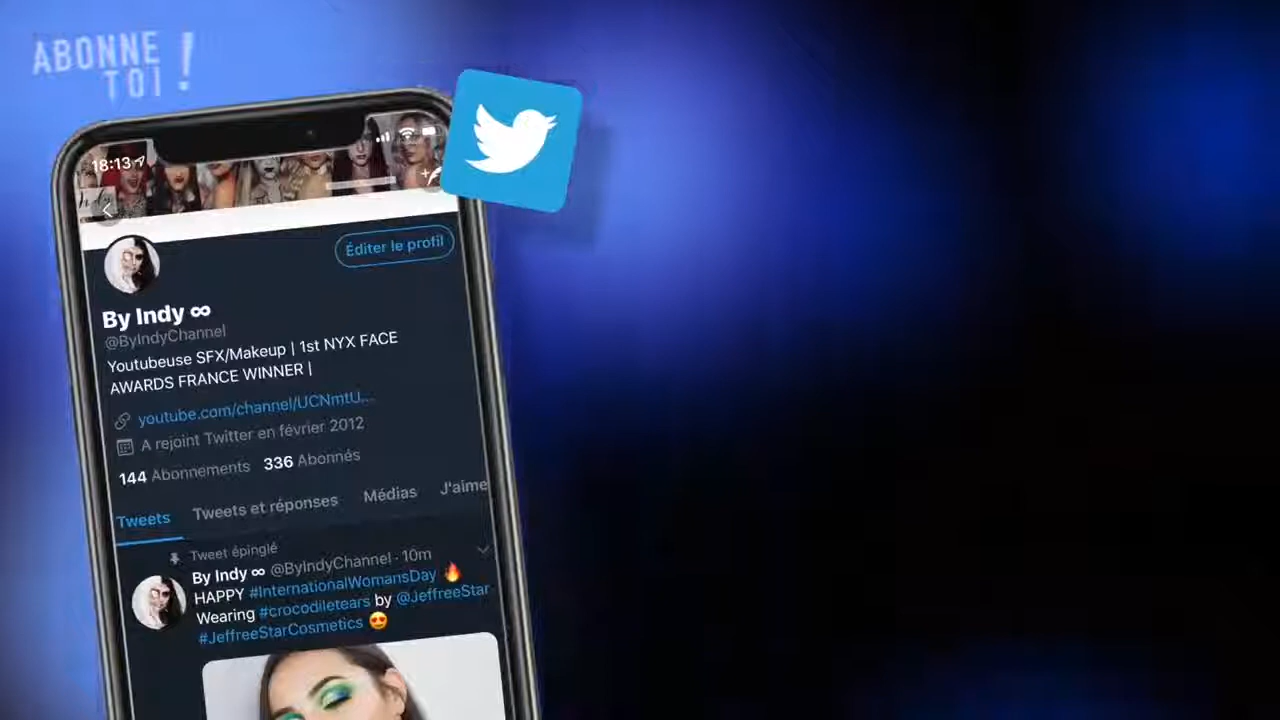 ABONNE
TOI !
18:13
Éditer le profil
By Indy ∞
@ByIndyChannel
Youtubeuse SFX/Makeup | 1st NYX FACE
AWARDS FRANCE WINNER |
youtube.com/channel/UCNmtU...
A rejoint Twitter en février 2012
144 Abonnements 336 Abonnés
Tweets Tweets et réponses Médias J'aime
Tweet épinglé
By Indy ∞ @ByIndyChannel · 10m
HAPPY #InternationalWomansDay 🔥
Wearing #crocodiletears by @JeffreeStar
#JeffreeStarCosmetics 😍